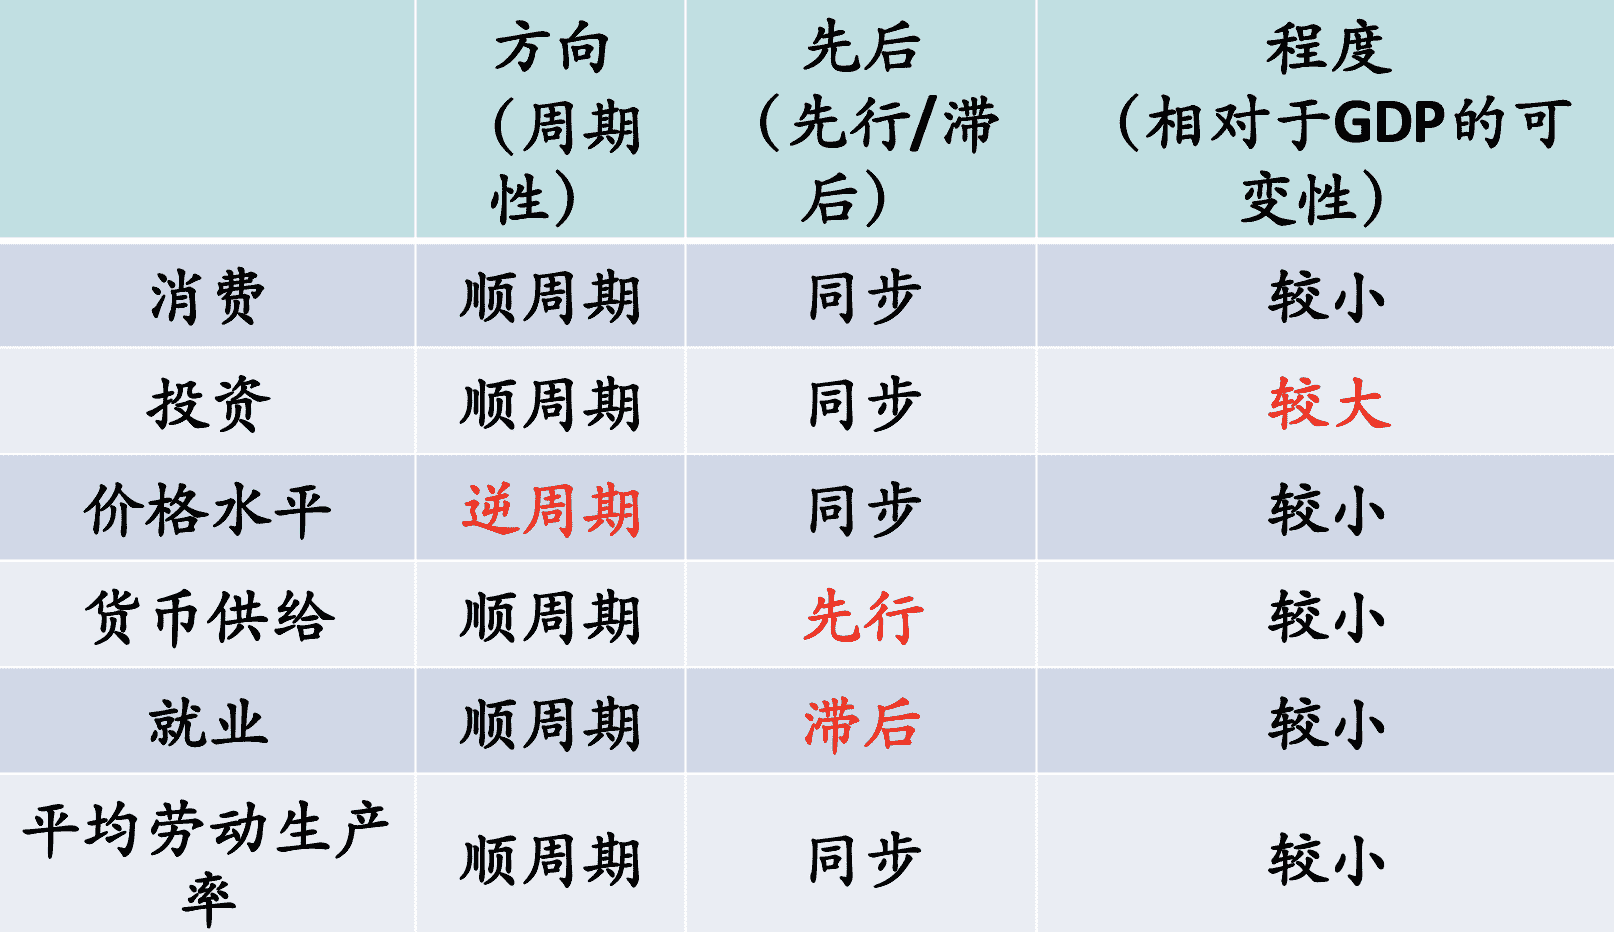 方向
（周期
性）
先后
（先行/滞
后）
程度
（相对于GDP的可
变性）
消费 顺周期 同步 较小
投资 顺周期 同步 较大
价格水平 逆周期 同步 较小
货币供给 顺周期 先行 较小
就业 顺周期 滞后 较小
平均劳动生产
率
顺周期 同步 较小